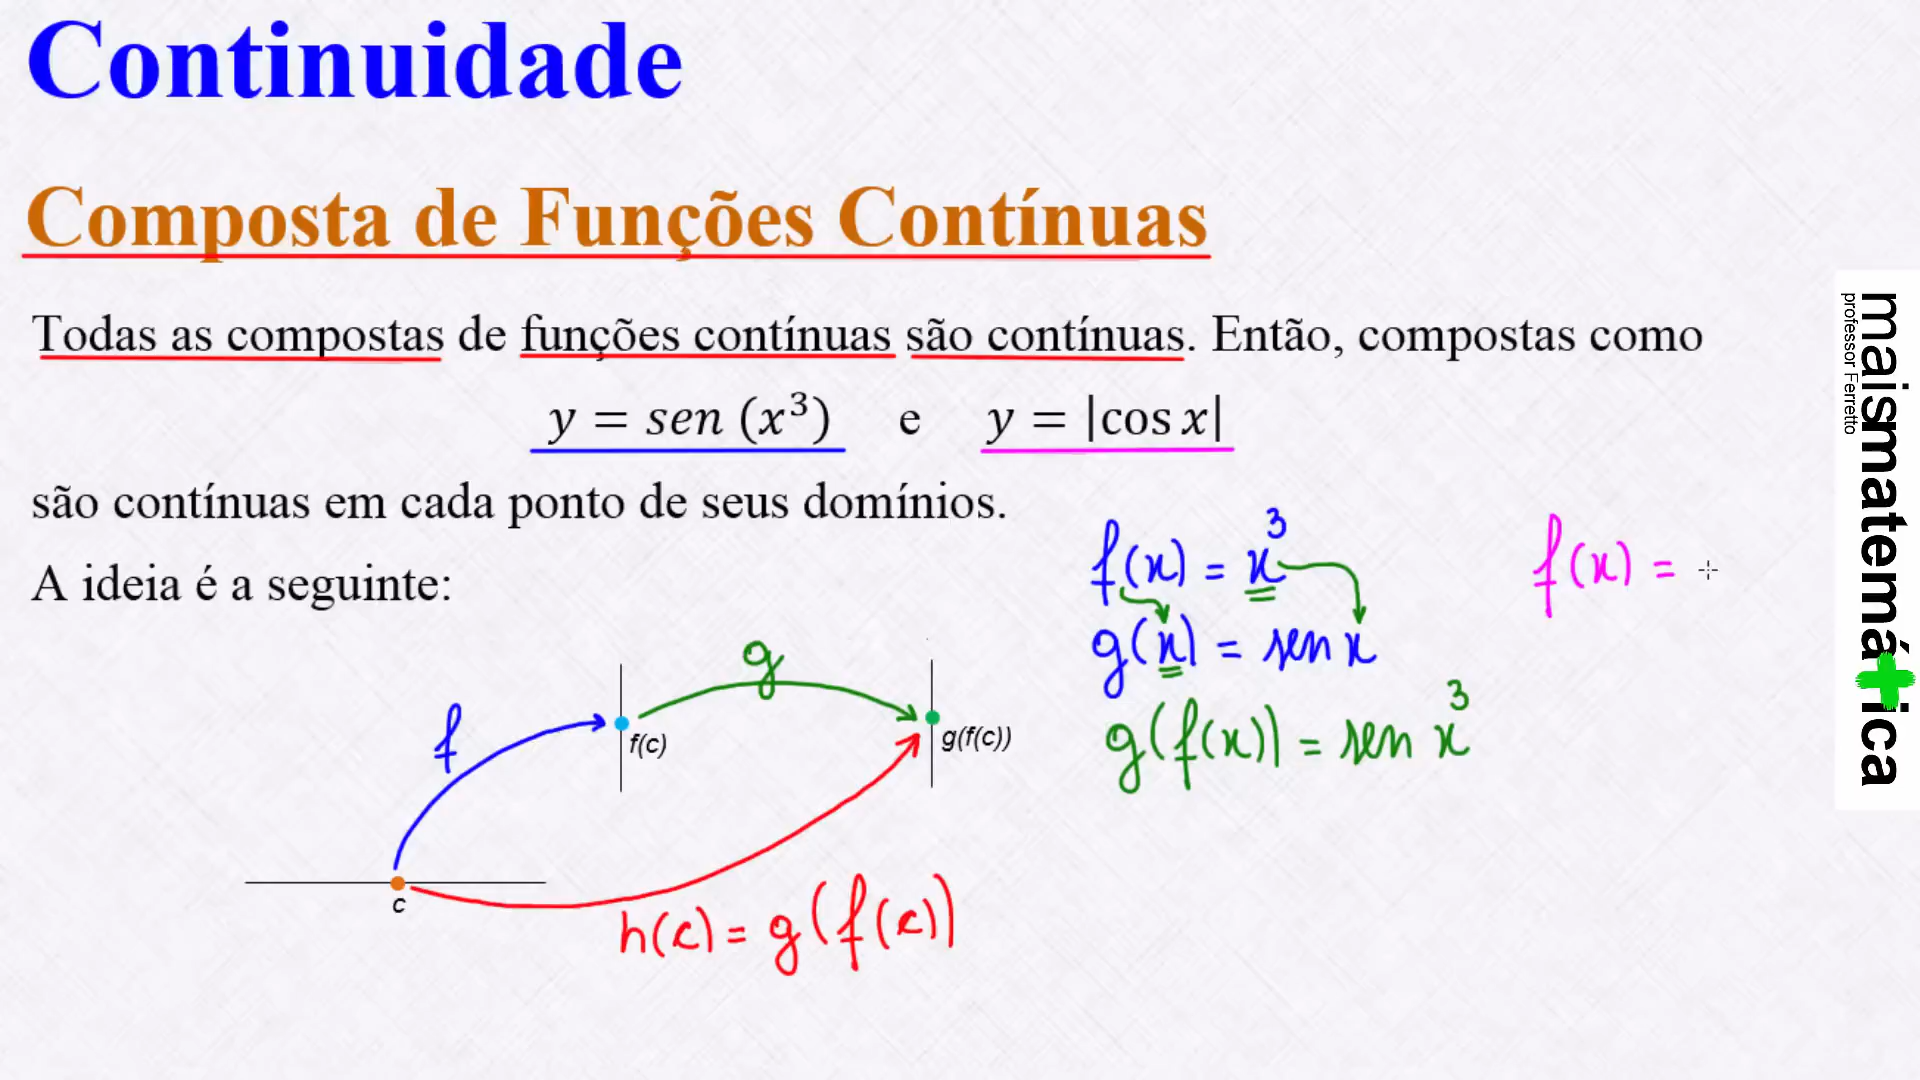 Continuidade
Composta de Funções Contínuas
Todas as compostas de funções contínuas são contínuas. Então, compostas como
y = sen (x³) e y = |cos x|
são contínuas em cada ponto de seus domínios.
A ideia é a seguinte:
f(x) = x³
g(x) = sen x
g(f(x)) = sen x³
f(x) =
f
g
f(c)
g(f(c))
c
h(c) = g(f(c))
maismatemática
professor Ferretto